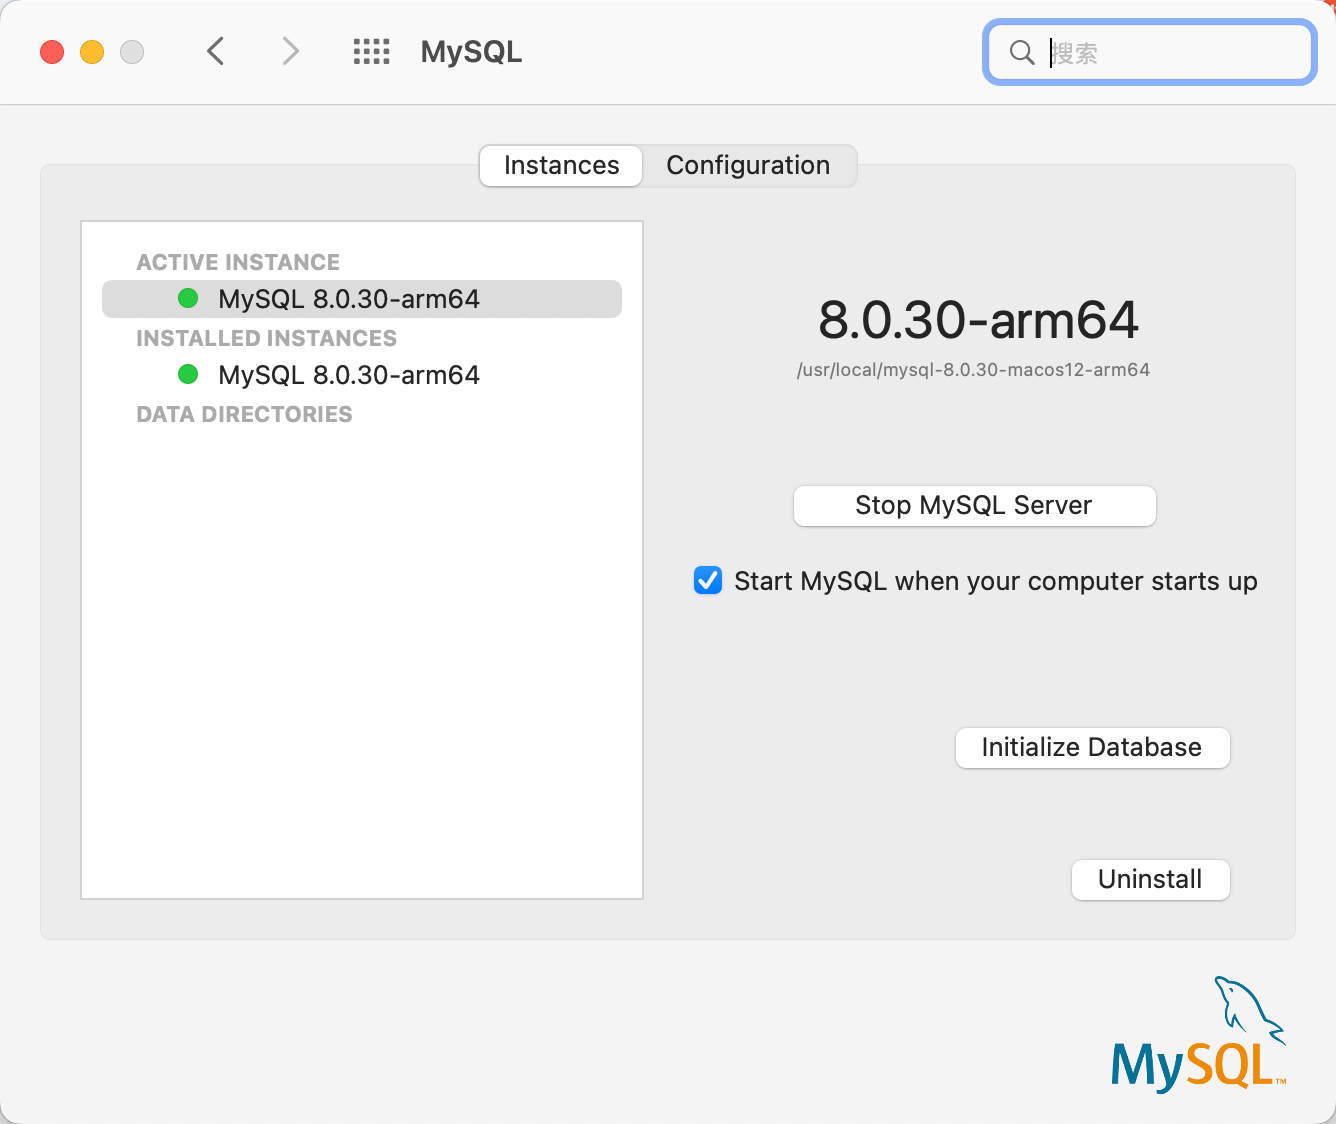 MySQL
搜索
Instances
Configuration
ACTIVE INSTANCE
MySQL 8.0.30-arm64
INSTALLED INSTANCES
MySQL 8.0.30-arm64
DATA DIRECTORIES
8.0.30-arm64
/usr/local/mysql-8.0.30-macos12-arm64
Stop MySQL Server
Start MySQL when your computer starts up
Initialize Database
Uninstall
MySQL™